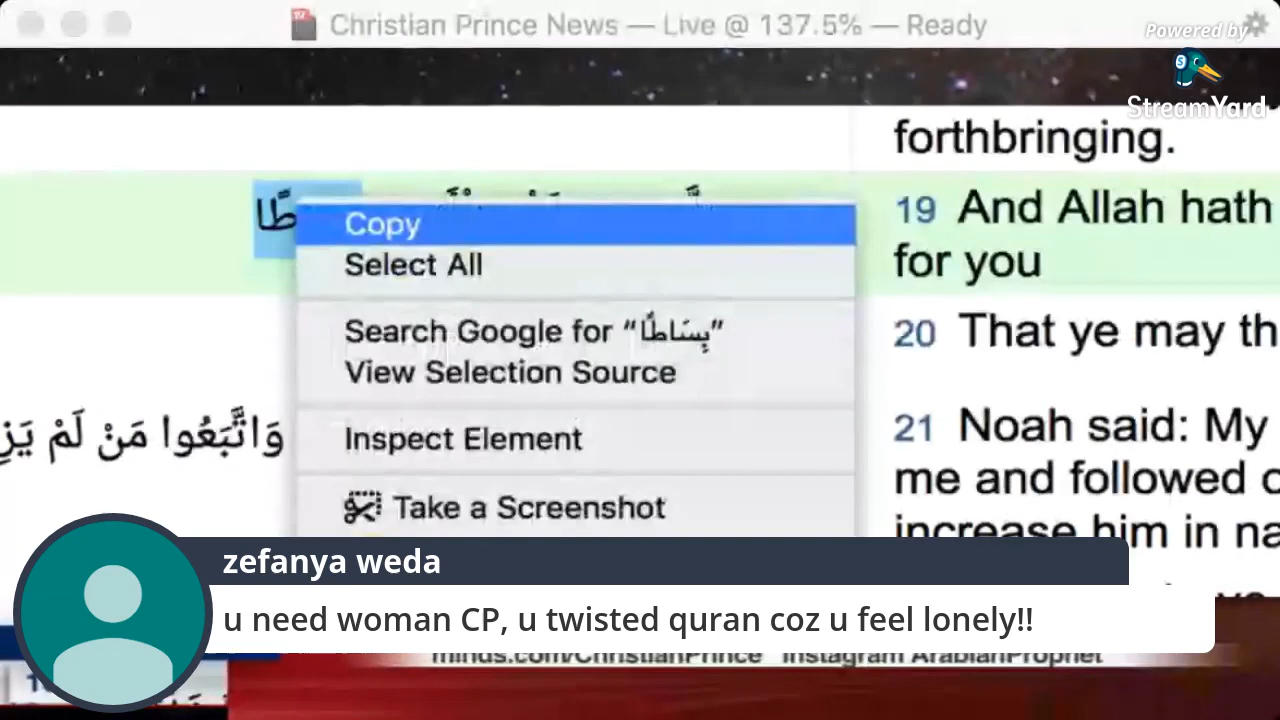 Christian Prince News — Live @ 137.5% — Ready
Powered by
StreamYard
forthbringing.
19 And Allah hath
for you
20 That ye may th
21 Noah said: My
me and followed
increase him in na
طًا
Copy
Select All
Search Google for “بِسَاطًا”
View Selection Source
Inspect Element
Take a Screenshot
وَاتَّبَعُوا مَنْ لَمْ يَزِ
zefanya weda
u need woman CP, u twisted quran coz u feel lonely!!
minds.com/ChristianPrince Instagram ArabianProphet